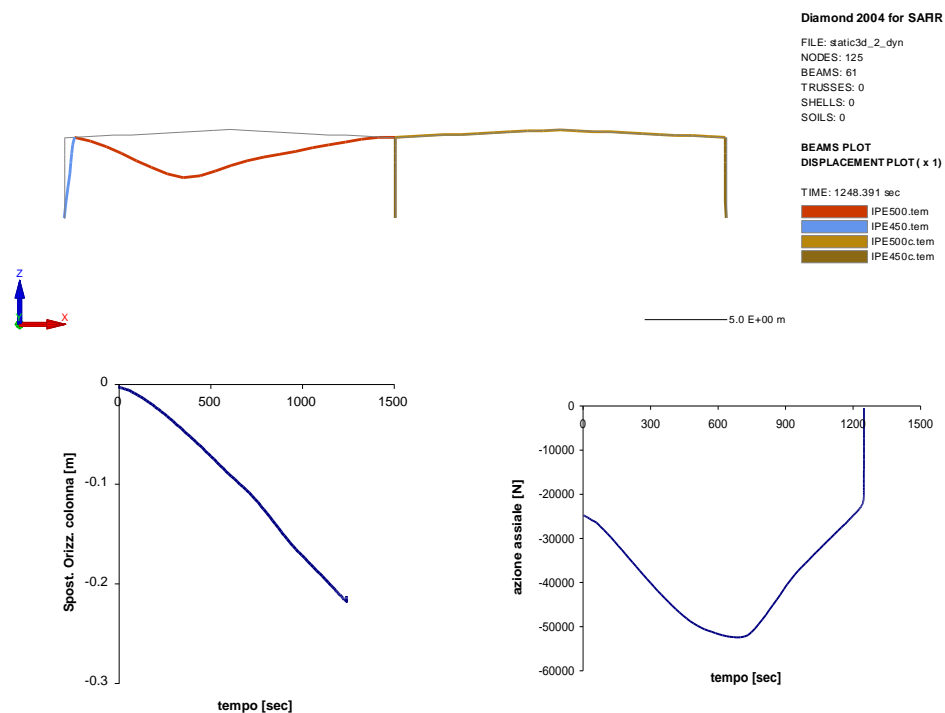 Diamond 2004 for SAFIR
FILE: static3d_2_dyn
NODES: 125
BEAMS: 61
TRUSSES: 0
SHELLS: 0
SOILS: 0
BEAMS PLOT
DISPLACEMENT PLOT ( x 1)
TIME: 1248.391 sec
IPE500.tem
IPE450.tem
IPE500c.tem
IPE450c.tem
Z
Y
X
5.0 E+00 m
0
0
500
1000
1500
-0.1
-0.2
-0.3
Spost. Orizz. colonna [m]
tempo [sec]
0
0
300
600
900
1200
1500
-10000
-20000
-30000
-40000
-50000
-60000
azione assiale [N]
tempo [sec]